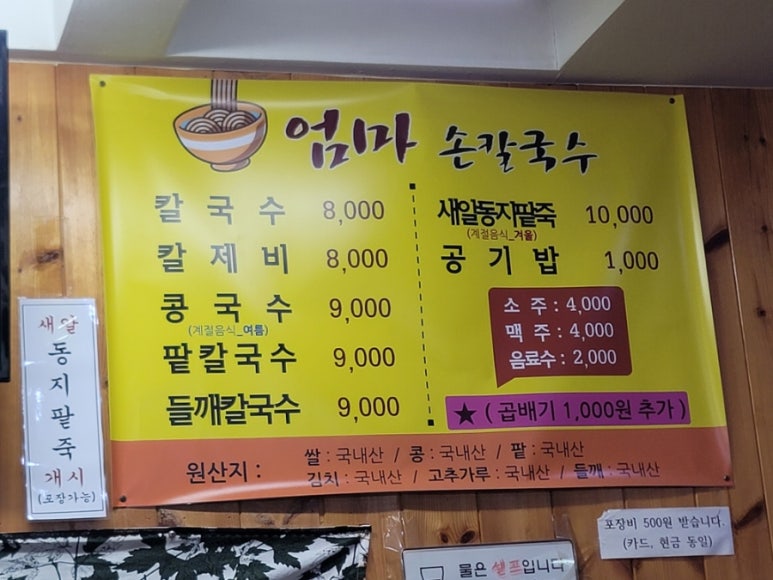 엄마 손칼국수
칼국수 8,000
칼제비 8,000
콩국수 9,000
(계절음식_여름)
팥칼국수 9,000
들깨칼국수 9,000
새알동지팥죽 10,000
(계절음식_겨울)
공기밥 1,000
소주 : 4,000
맥주 : 4,000
음료수 : 2,000
★ ( 곱배기 1,000원 추가 )
원산지 :
쌀 : 국내산 / 콩 : 국내산 / 팥 : 국내산
김치 : 국내산 / 고추가루 : 국내산 / 들깨 : 국내산
새알
동
지
팥
죽
개시
(포장가능)
포장비 500원 받습니다.
(카드, 현금 동일)
물은 셀프입니다